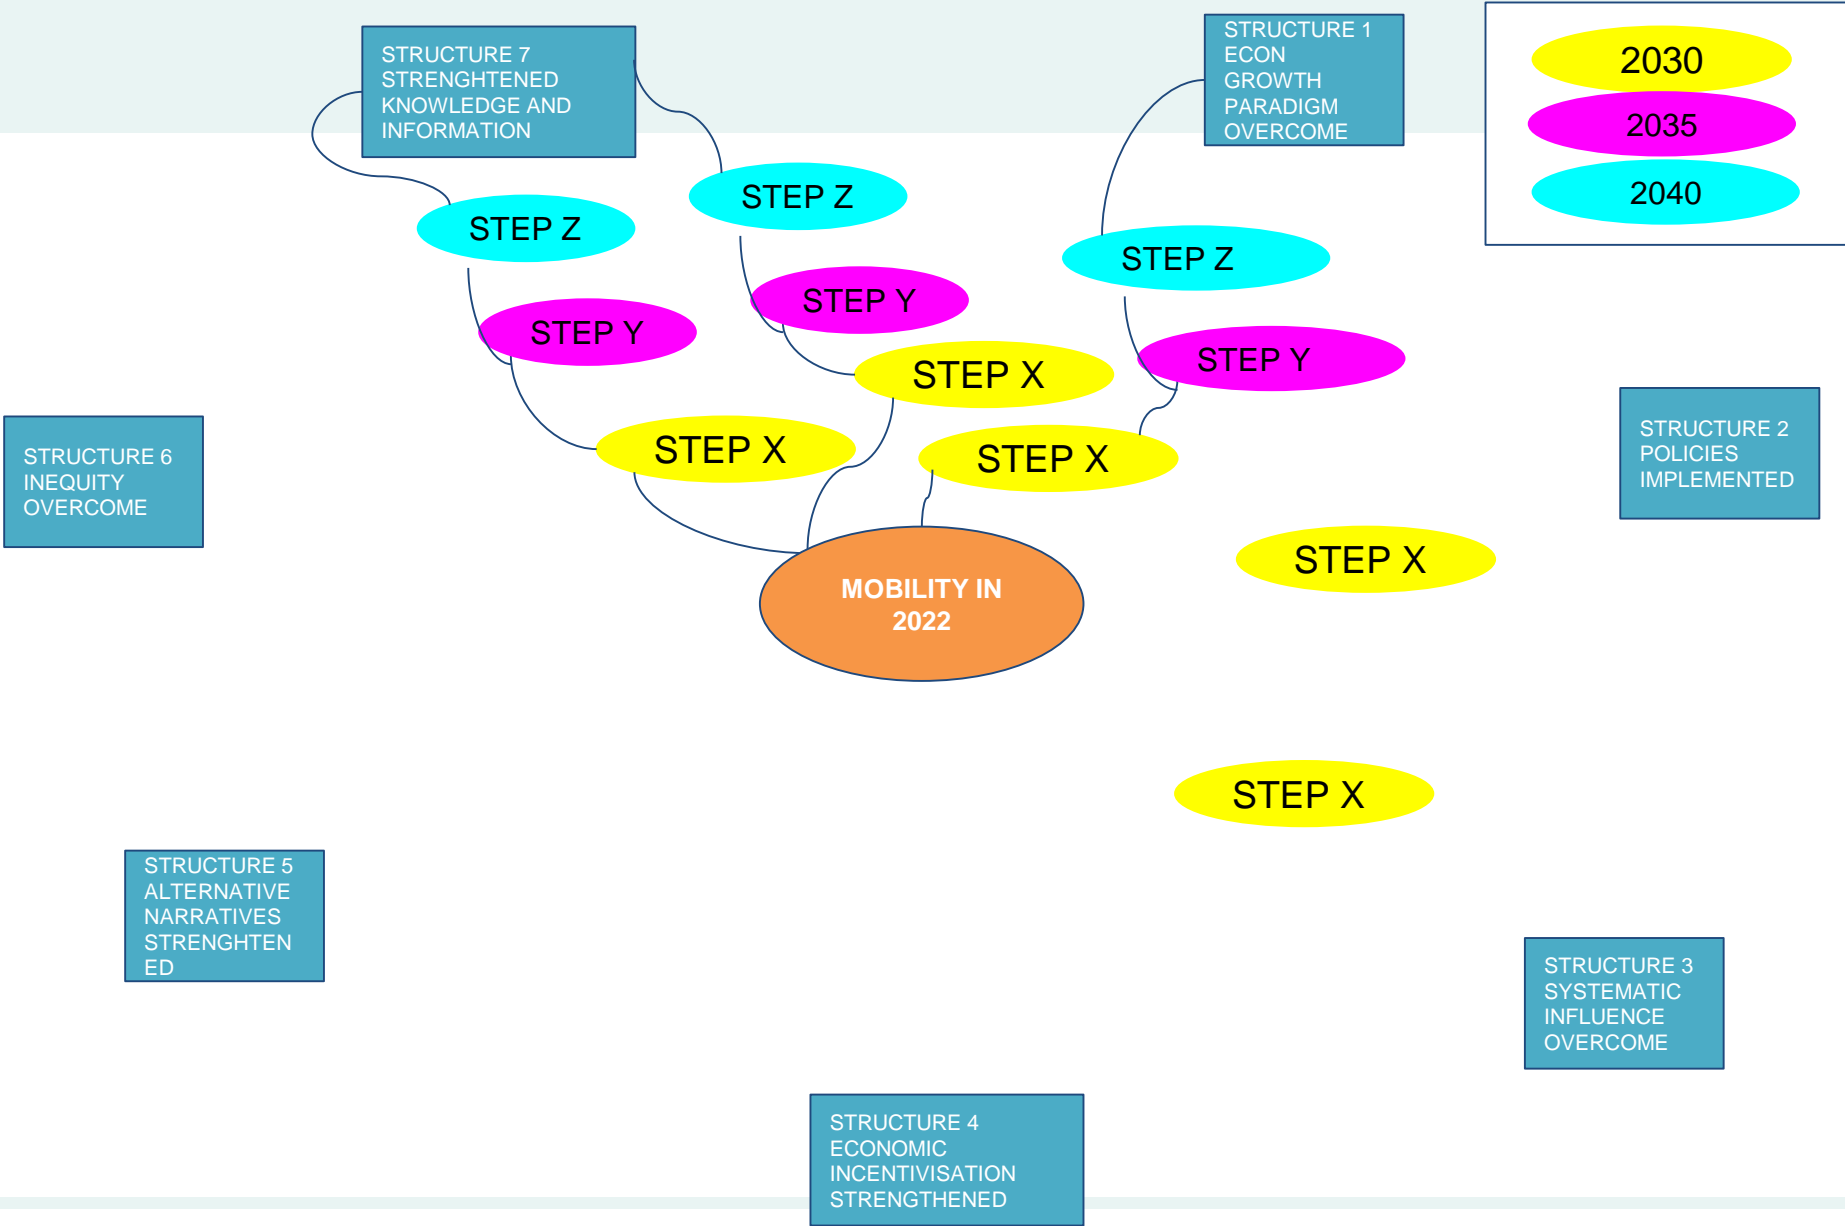 STRUCTURE 7
STRENGHTENED
KNOWLEDGE AND
INFORMATION
STRUCTURE 1
ECON
GROWTH
PARADIGM
OVERCOME
2030
2035
2040
STEP Z
STEP Z
STEP Z
STEP Y
STEP Y
STEP Y
STEP X
STEP X
STEP X
STRUCTURE 6
INEQUITY
OVERCOME
STRUCTURE 2
POLICIES
IMPLEMENTED
STEP X
MOBILITY IN
2022
STEP X
STRUCTURE 5
ALTERNATIVE
NARRATIVES
STRENGHTEN
ED
STRUCTURE 3
SYSTEMATIC
INFLUENCE
OVERCOME
STRUCTURE 4
ECONOMIC
INCENTIVISATION
STRENGTHENED